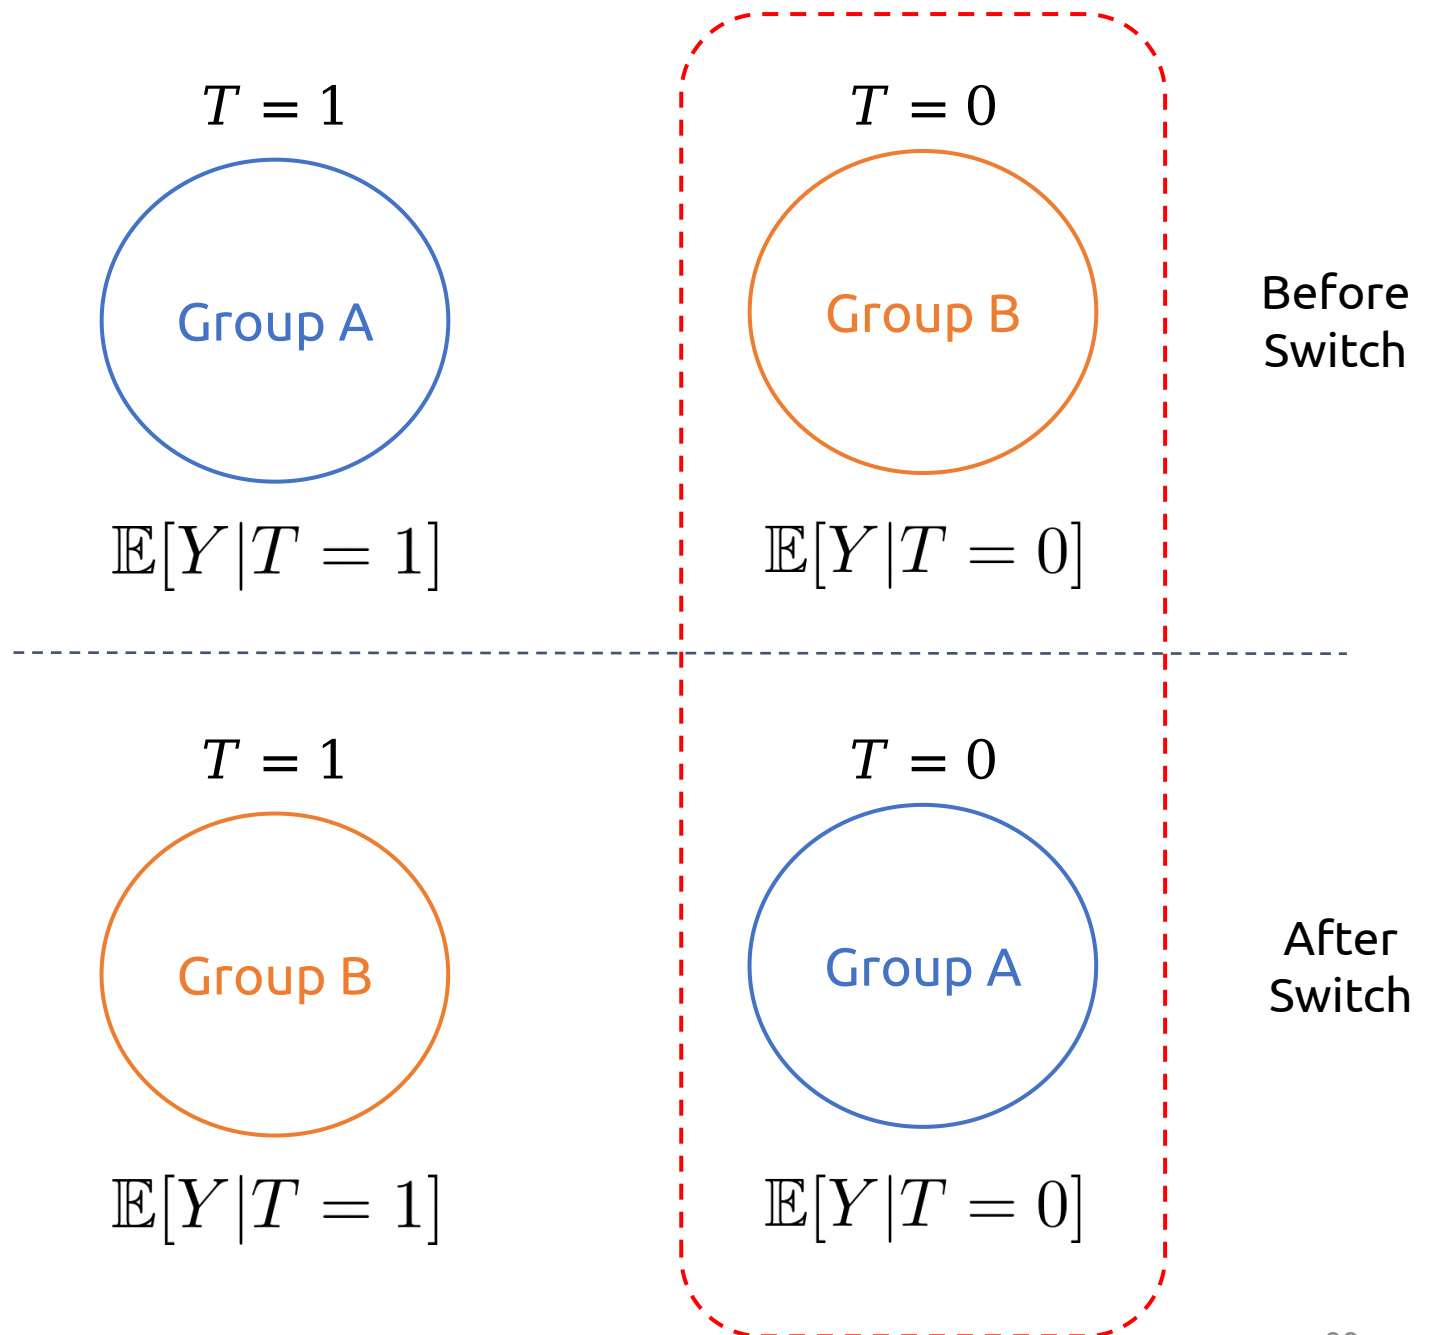 T = 1
T = 0
Group A
Group B
Before
Switch
𝔼[Y|T = 1]
𝔼[Y|T = 0]
T = 1
T = 0
Group B
Group A
After
Switch
𝔼[Y|T = 1]
𝔼[Y|T = 0]